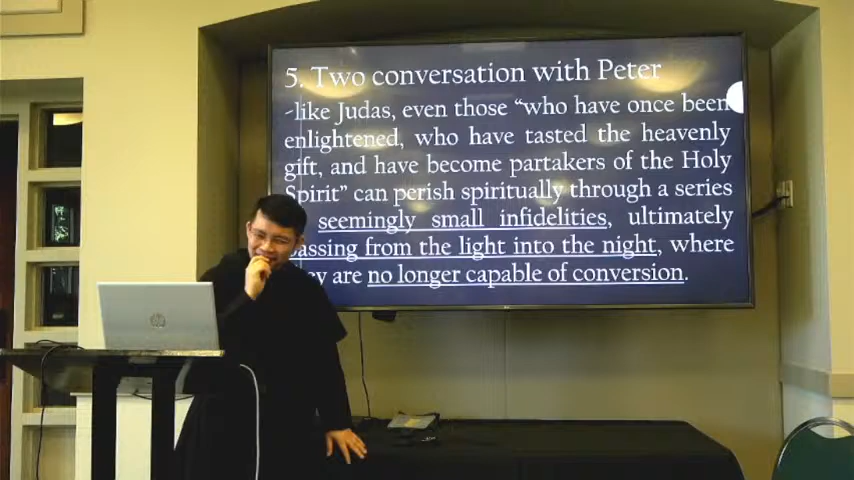 5. Two conversation with Peter
-like Judas, even those “who have once been
enlightened, who have tasted the heavenly
gift, and have become partakers of the Holy
Spirit” can perish spiritually through a series
seemingly small infidelities, ultimately
passing from the light into the night, where
are no longer capable of conversion.
hp